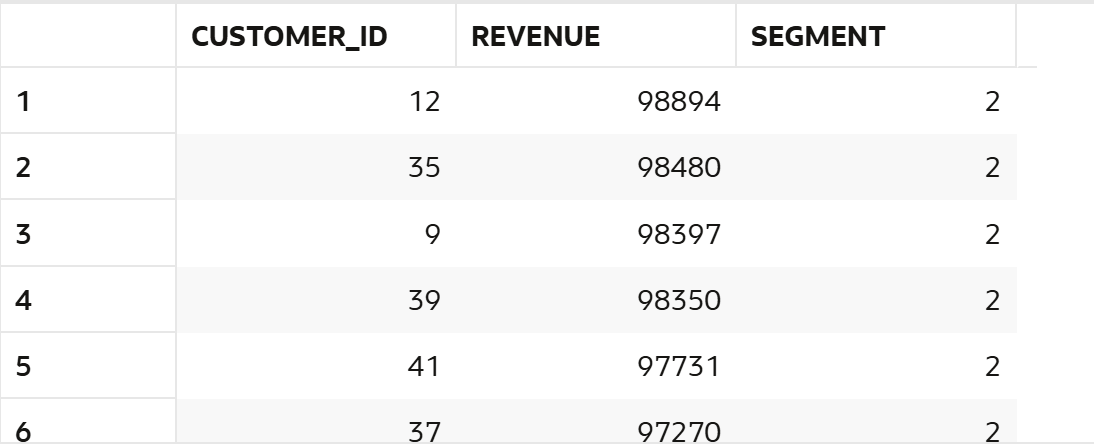 CUSTOMER_ID REVENUE SEGMENT
1 12 98894 2
2 35 98480 2
3 9 98397 2
4 39 98350 2
5 41 97731 2
6 37 97270 2